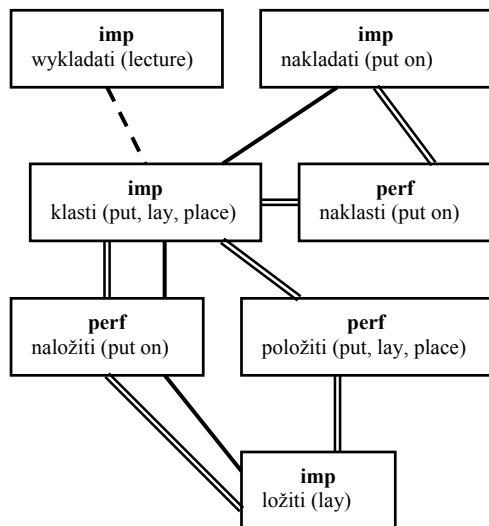 imp
wykladati (lecture)
imp
nakladati (put on)
imp
klasti (put, lay, place)
perf
naklasti (put on)
perf
naložiti (put on)
perf
položiti (put, lay, place)
imp
ložiti (lay)